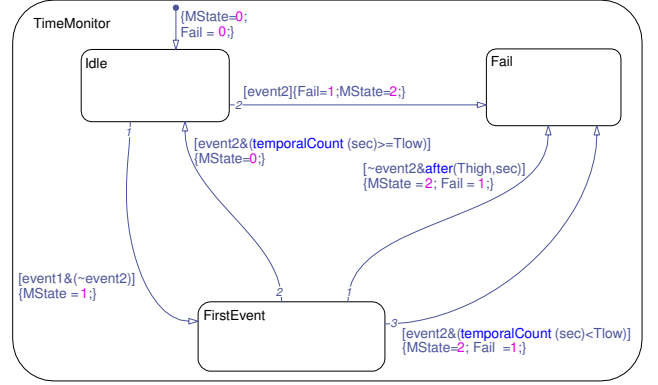 TimeMonitor
{MState=0;
Fail = 0;}
Idle
Fail
[event2]{Fail=1;MState=2;}
2
1
[event2&(temporalCount (sec)>=Tlow)]
{MState=0;}
[~event2&after(Thigh,sec)]
{MState =2; Fail = 1;}
[event1&(~event2)]
{MState =1;}
2
1
FirstEvent
3
[event2&(temporalCount (sec)<Tlow)]
{MState=2; Fail =1;}